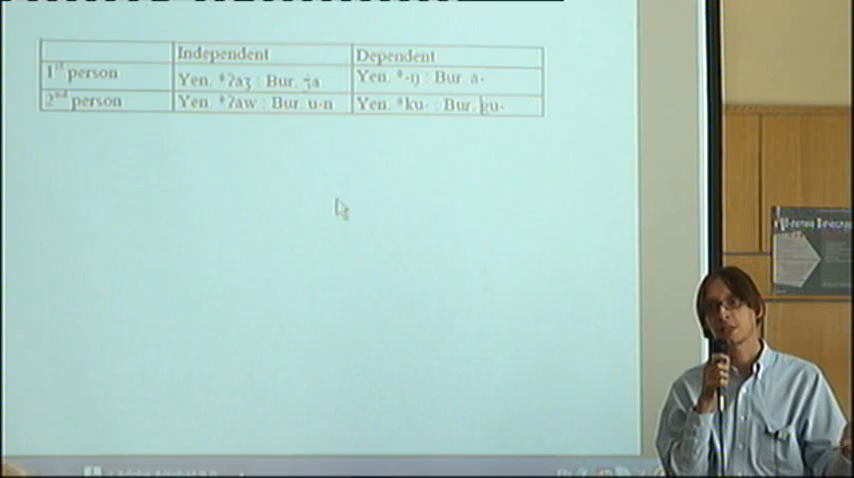 Independent Dependent
1st person Yen. *ʔaʒ : Bur. ʒa Yen. *-ŋ : Bur. a-
2nd person Yen. *ʔaw : Bur. u-n Yen. *ku- : Bur. gu-